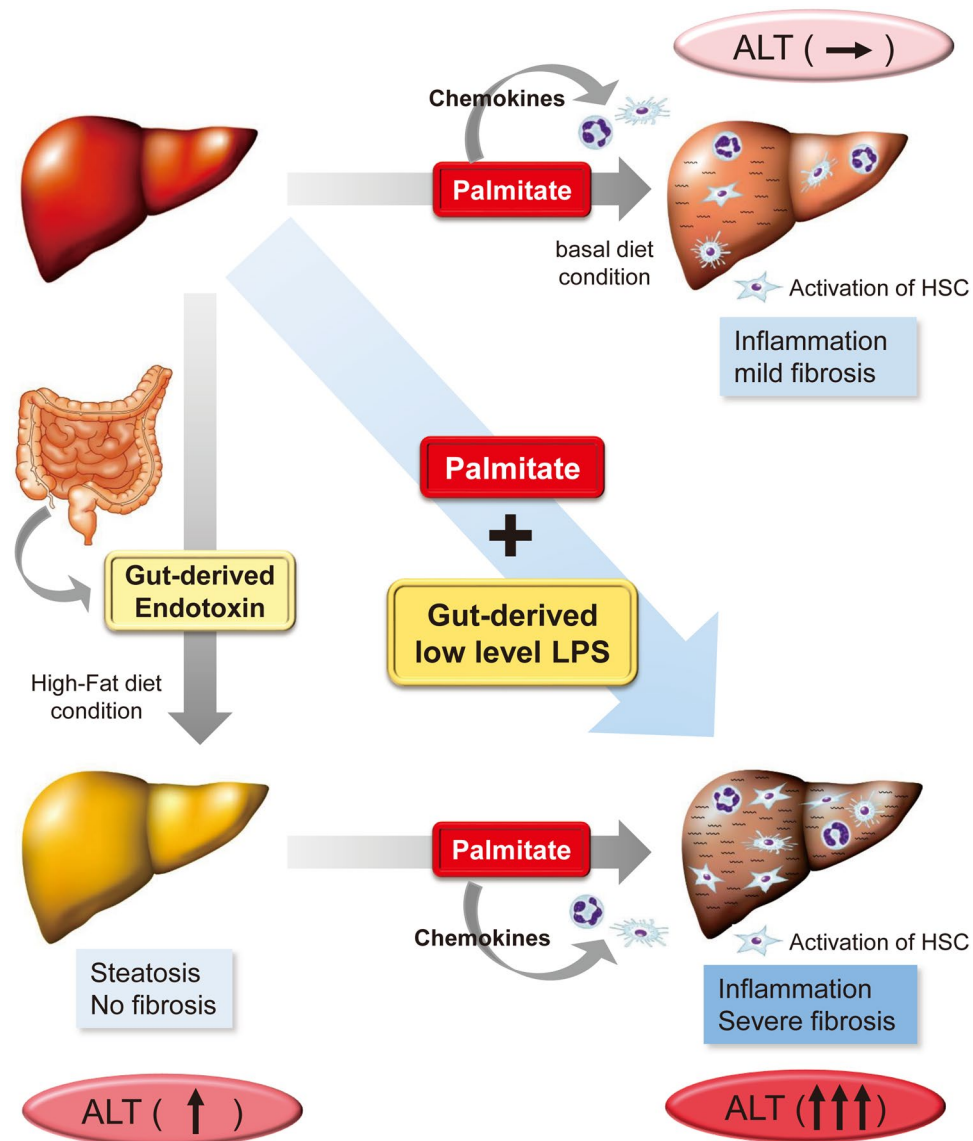 ALT ( → )
Chemokines
Palmitate
basal diet
condition
Activation of HSC
Inflammation
mild fibrosis
Palmitate
+
Gut-derived
low level LPS
Gut-derived
Endotoxin
High-Fat diet
condition
Palmitate
Chemokines
Activation of HSC
Steatosis
No fibrosis
Inflammation
Severe fibrosis
ALT ( ↑ )
ALT (↑↑↑)